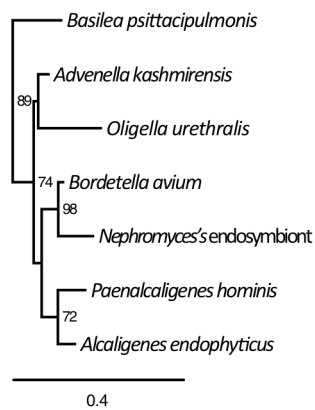 Basilea psittacipulmonis
Advenella kashmirensis
89
Oligella urethralis
74
Bordetella avium
98
Nephromyces's endosymbiont
Paenalcaligenes hominis
72
Alcaligenes endophyticus
0.4